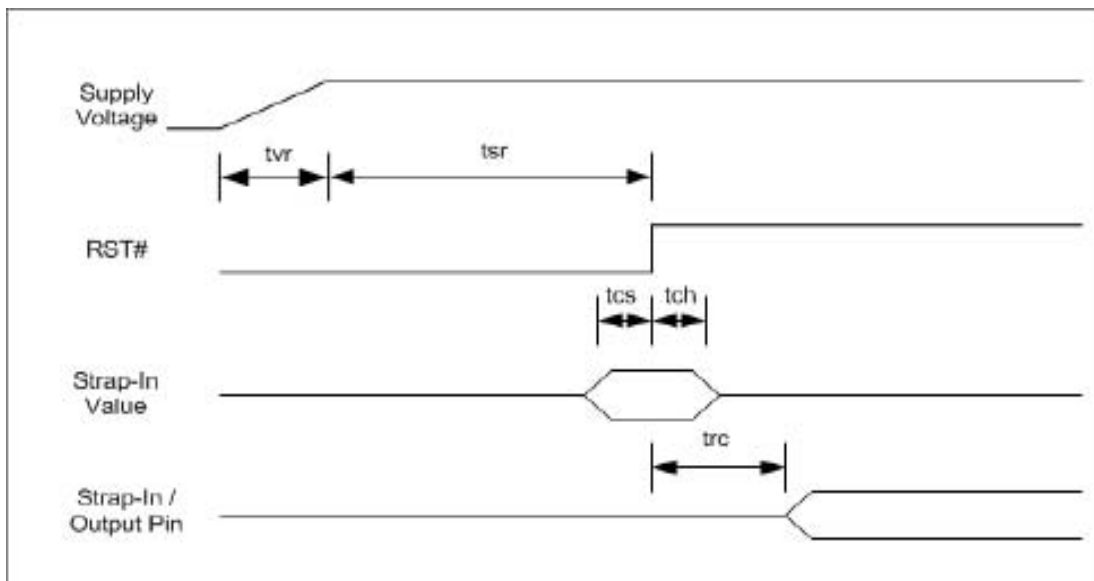 Supply
Voltage
tvr
tsr
RST#
tcs
tch
Strap-In
Value
trc
Strap-In /
Output Pin